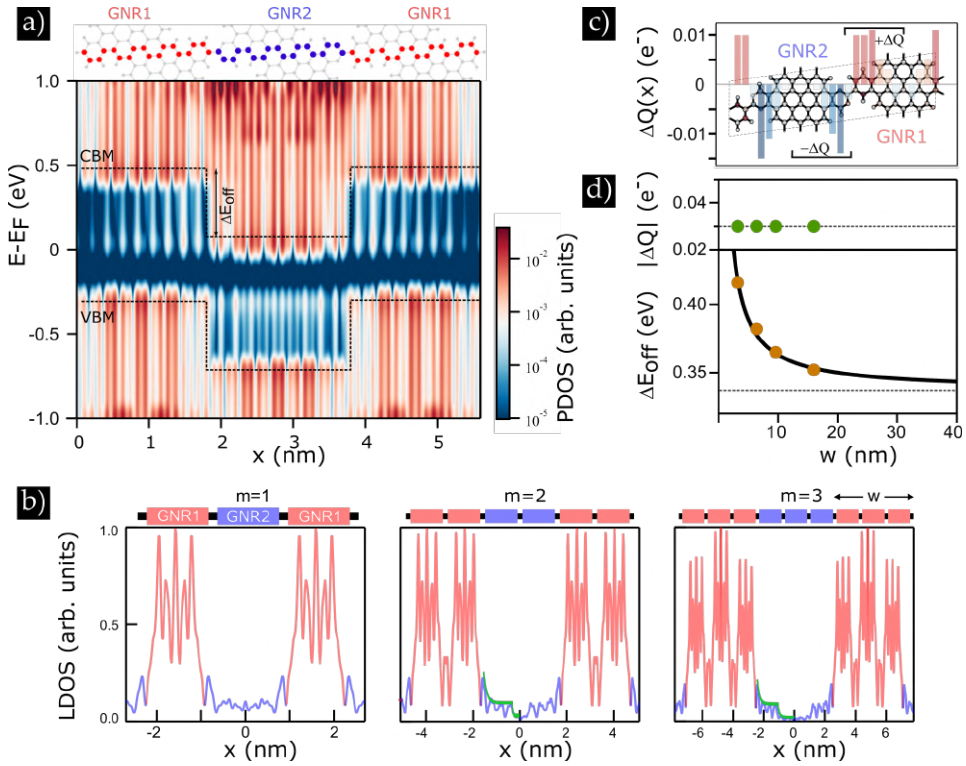 a)
GNR1 GNR2 GNR1
1.0
0.5
0
-0.5
-1.0
E-E_F (eV)
CBM
VBM
ΔE_off
0 1 2 3 4 5
x (nm)
10^-2
10^-3
10^-4
10^-5
PDOS (arb. units)
c)
ΔQ(x) (e⁻)
0.01
0
-0.01
GNR2
+ΔQ
−ΔQ
GNR1
d)
|ΔQ| (e⁻)
0.04
0.02
ΔE_off (eV)
0.40
0.35
10 20 30 40
w (nm)
b)
m=1 m=2 m=3 w
GNR1 GNR2 GNR1
LDOS (arb. units)
1.0
0.5
0.0
-2 0 2
x (nm)
-4 -2 0 2 4
x (nm)
-6 -4 -2 0 2 4 6
x (nm)